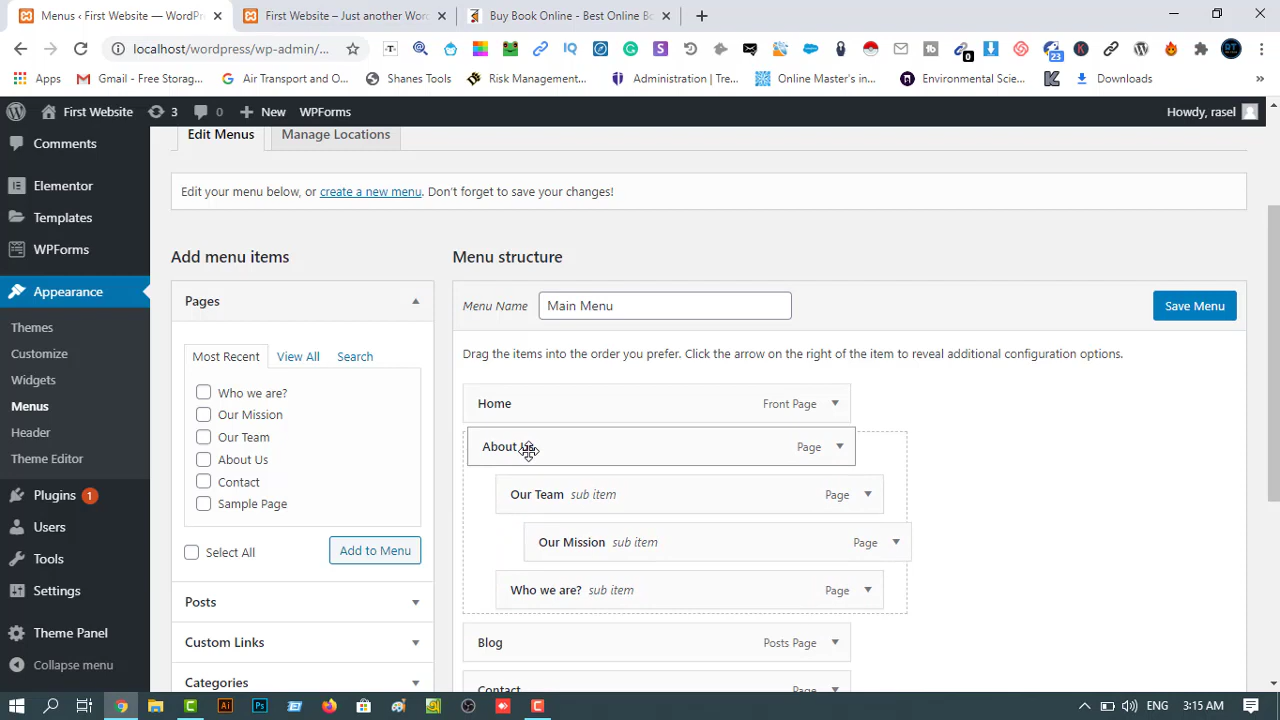 Menus ‹ First Website — WordPre
First Website – Just another Word
Buy Book Online - Best Online Bo
localhost/wordpress/wp-admin/...
Apps
Gmail - Free Storag...
Air Transport and O...
Shanes Tools
Risk Management...
Administration | Tre...
Online Master's in...
Environmental Scie...
Downloads
First Website
3
0
New
WPForms
Howdy, rasel
Comments
Elementor
Templates
WPForms
Appearance
Themes
Customize
Widgets
Menus
Header
Theme Editor
Plugins 1
Users
Tools
Settings
Theme Panel
Collapse menu
Edit Menus
Manage Locations
Edit your menu below, or create a new menu. Don't forget to save your changes!
Add menu items
Pages
Most Recent
View All
Search
Who we are?
Our Mission
Our Team
About Us
Contact
Sample Page
Select All
Add to Menu
Posts
Custom Links
Categories
Menu structure
Menu Name
Main Menu
Save Menu
Drag the items into the order you prefer. Click the arrow on the right of the item to reveal additional configuration options.
Home
Front Page
About Us
Page
Our Team sub item
Page
Our Mission sub item
Page
Who we are? sub item
Page
Blog
Posts Page
Contact
Page
ENG
3:15 AM